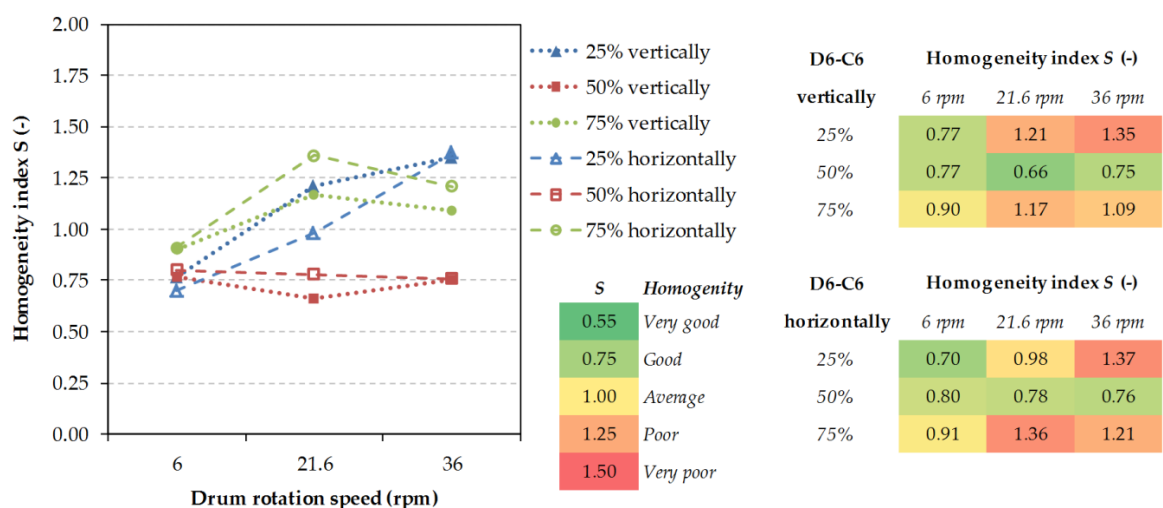 Homogeneity index S (-)
2.00
1.75
1.50
1.25
1.00
0.75
0.50
0.25
0.00
6 21.6 36
Drum rotation speed (rpm)
25% vertically
50% vertically
75% vertically
25% horizontally
50% horizontally
75% horizontally
S Homogenity
0.55 Very good
0.75 Good
1.00 Average
1.25 Poor
1.50 Very poor
D6-C6 Homogeneity index S (-)
vertically 6 rpm 21.6 rpm 36 rpm
25% 0.77 1.21 1.35
50% 0.77 0.66 0.75
75% 0.90 1.17 1.09
D6-C6 Homogeneity index S (-)
horizontally 6 rpm 21.6 rpm 36 rpm
25% 0.70 0.98 1.37
50% 0.80 0.78 0.76
75% 0.91 1.36 1.21